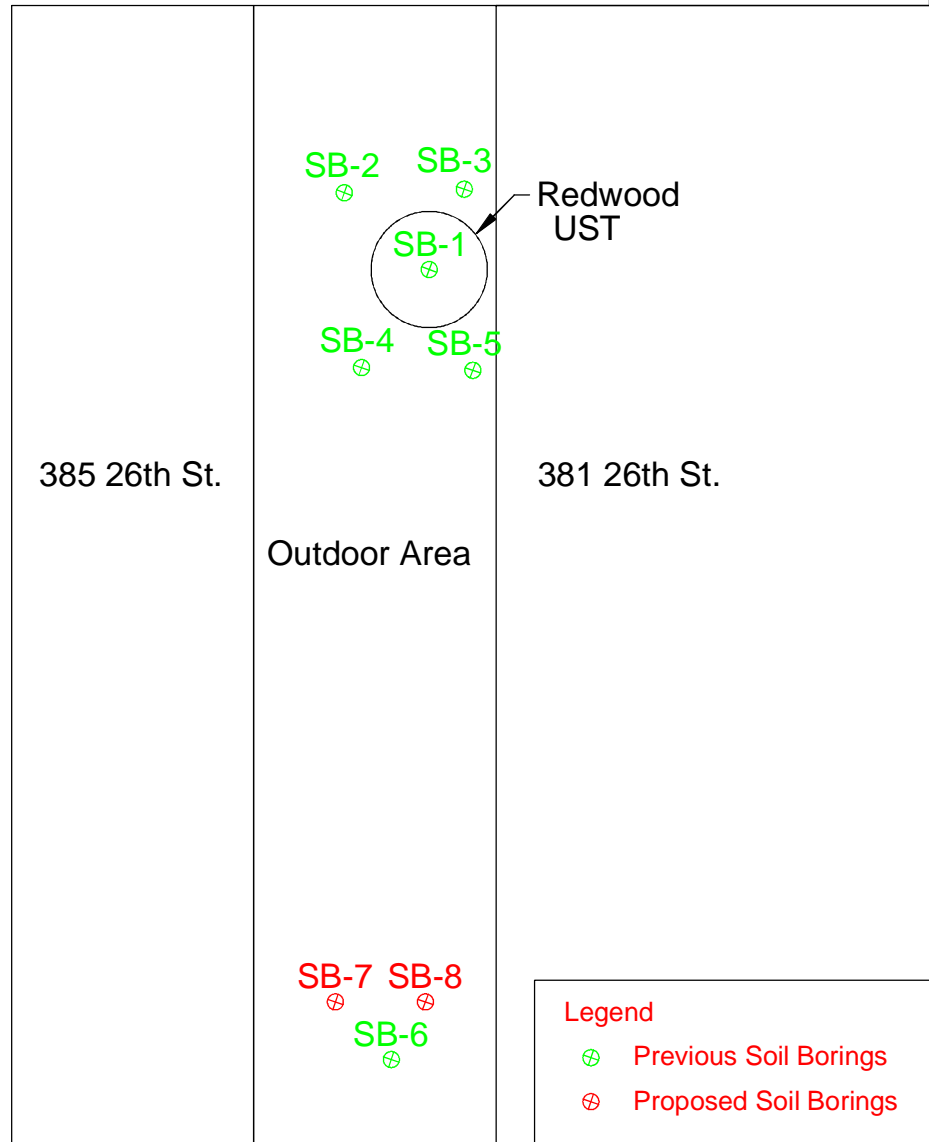 SB-2
SB-3
Redwood
UST
SB-1
SB-4
SB-5
385 26th St.
381 26th St.
Outdoor Area
SB-7
SB-8
SB-6
Legend
Previous Soil Borings
Proposed Soil Borings